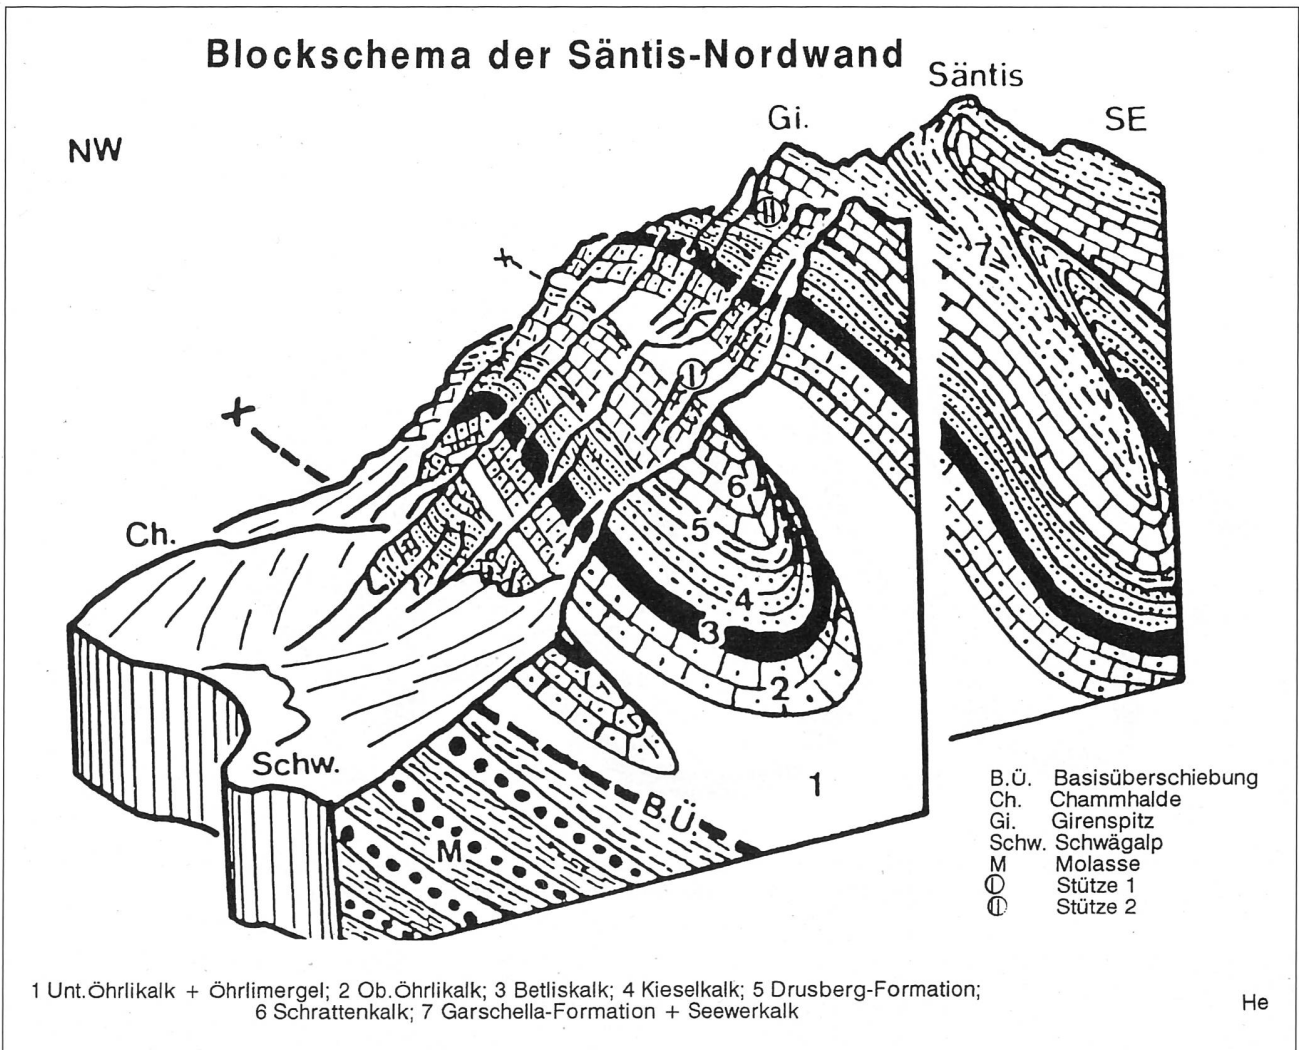 Blockschema der Säntis-Nordwand
Säntis
Gi.
SE
NW
II
7
I
6
5
4
3
2
1
Ch.
Schw.
B.Ü.
M
B.Ü. Basisüberschiebung
Ch. Chammhalde
Gi. Girenspitz
Schw. Schwägalp
M Molasse
I Stütze 1
II Stütze 2
1 Unt.Öhrlikalk + Öhrlimergel; 2 Ob.Öhrlikalk; 3 Betliskalk; 4 Kieselkalk; 5 Drusberg-Formation;
6 Schrattenkalk; 7 Garschella-Formation + Seewerkalk
He